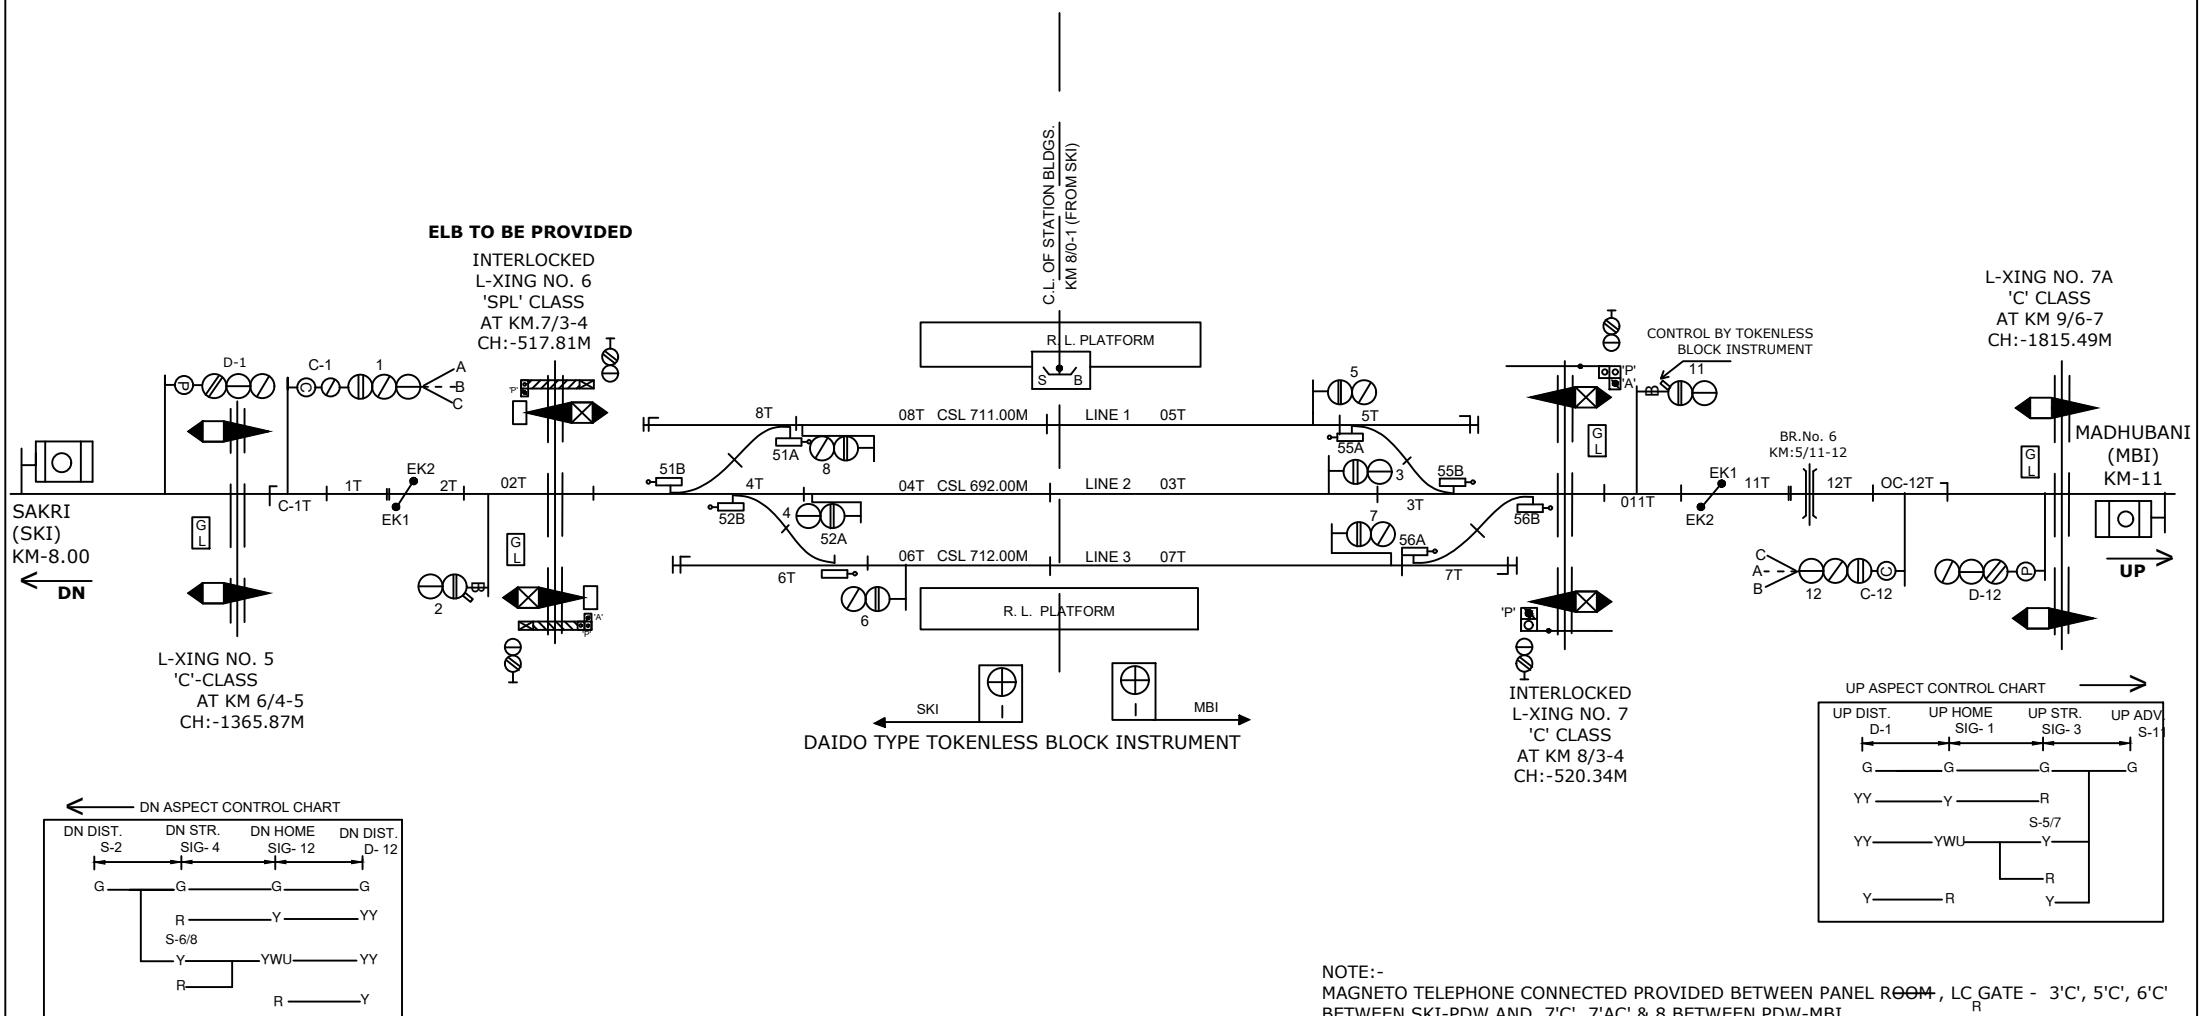 C.L. OF STATION BLDGS.
KM 8/0-1 (FROM SKI)
ELB TO BE PROVIDED
INTERLOCKED
L-XING NO. 6
'SPL' CLASS
AT KM.7/3-4
CH:-517.81M
L-XING NO. 7A
'C' CLASS
AT KM 9/6-7
CH:-1815.49M
CONTROL BY TOKENLESS
BLOCK INSTRUMENT
11
R. L. PLATFORM
S B
D-1
C-1
1
A
B
C
P
C
'P'
5
'P'
'A'
B
8T
08T CSL 711.00M
LINE 1
05T
5T
51A
8
55A
G
L
BR.No. 6
KM:5/11-12
G
L
MADHUBANI
(MBI)
KM-11
EK2
51B
3
55B
EK1
1T
2T
02T
4T
04T CSL 692.00M
LINE 2
03T
3T
011T
11T
12T
OC-12T
C-1T
EK1
EK2
SAKRI
(SKI)
KM-8.00
DN
G
L
G
L
52B
4
52A
7
56A
56B
06T CSL 712.00M
LINE 3
07T
6T
7T
C
A
B
C
P
12
C-12
D-12
UP
2
B
6
R. L. PLATFORM
'A'
'P'
'P'
L-XING NO. 5
'C'-CLASS
AT KM 6/4-5
CH:-1365.87M
SKI
MBI
DAIDO TYPE TOKENLESS BLOCK INSTRUMENT
INTERLOCKED
L-XING NO. 7
'C' CLASS
AT KM 8/3-4
CH:-520.34M
UP ASPECT CONTROL CHART
UP DIST. UP HOME UP STR. UP ADV.
D-1 SIG- 1 SIG- 3 S-11
G G G G
YY Y R
S-5/7
YY YWU Y
R
Y R Y
DN ASPECT CONTROL CHART
DN DIST. DN STR. DN HOME DN DIST.
S-2 SIG- 4 SIG- 12 D- 12
G G G G
R Y YY
S-6/8
Y YWU YY
R
R Y
NOTE:-
MAGNETO TELEPHONE CONNECTED PROVIDED BETWEEN PANEL ROOM , LC GATE - 3'C', 5'C', 6'C'
R
BETWEEN SKI-PDW AND 7'C', 7'AC' & 8 BETWEEN PDW-MBI